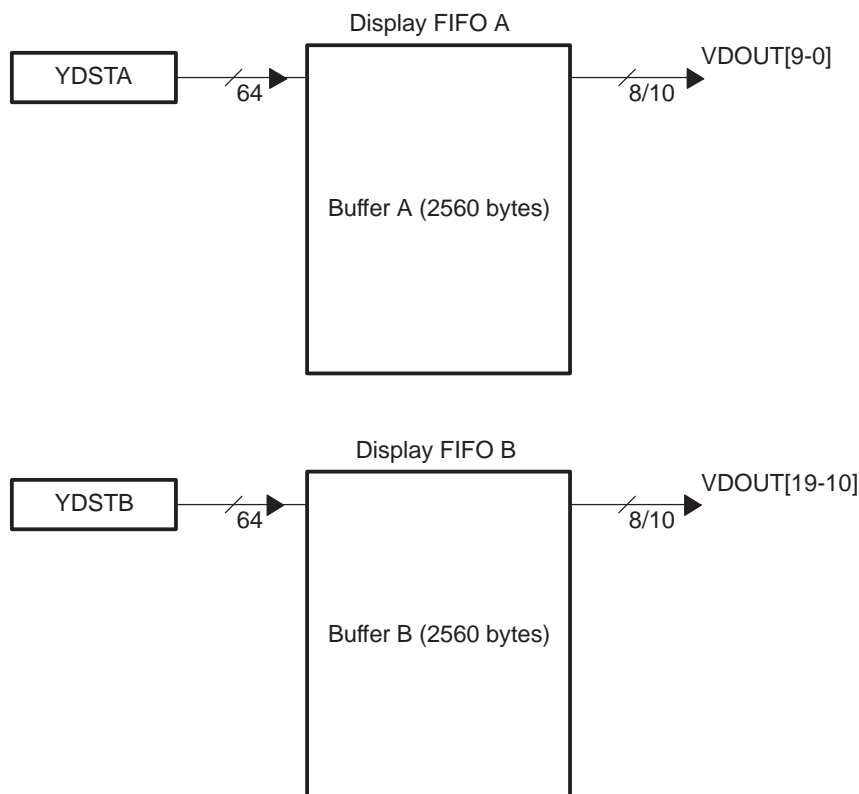 Display FIFO A
YDSTA
64
8/10
VDOUT[9-0]
Buffer A (2560 bytes)
Display FIFO B
YDSTB
64
8/10
VDOUT[19-10]
Buffer B (2560 bytes)